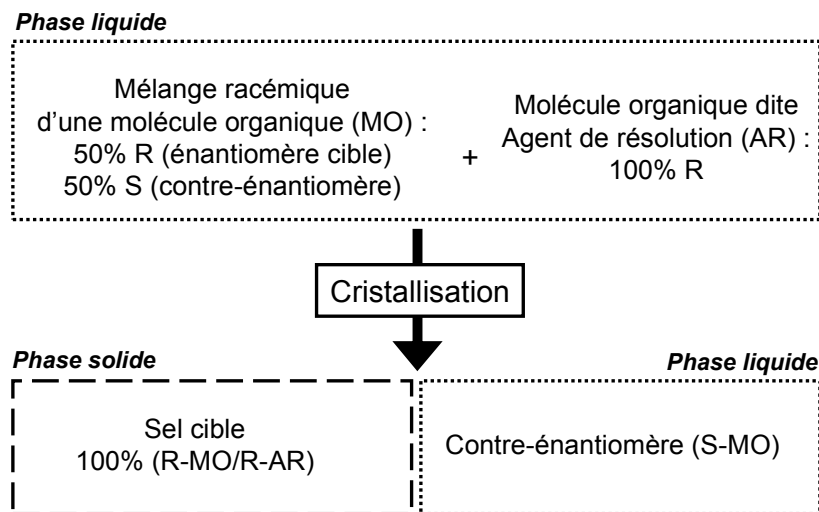 Phase liquide
Mélange racémique
d'une molécule organique (MO) :
50% R (énantiomère cible)
50% S (contre-énantiomère)
+
Molécule organique dite
Agent de résolution (AR) :
100% R
Cristallisation
Phase solide
Phase liquide
Sel cible
100% (R-MO/R-AR)
Contre-énantiomère (S-MO)